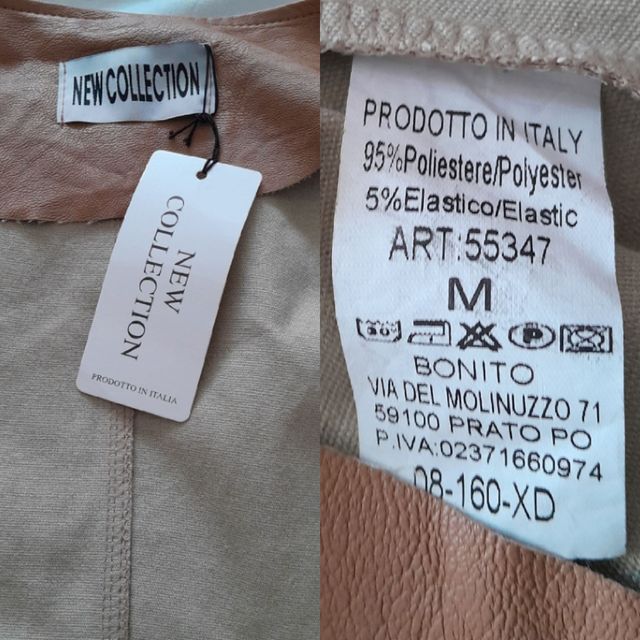 NEW COLLECTION
NEW
COLLECTION
PRODOTTO IN ITALIA
PRODOTTO IN ITALY
95%Poliestere/Polyester
5%Elastico/Elastic
ART:55347
M
BONITO
VIA DEL MOLINUZZO 71
59100 PRATO PO
P.IVA:02371660974
08-160-XD